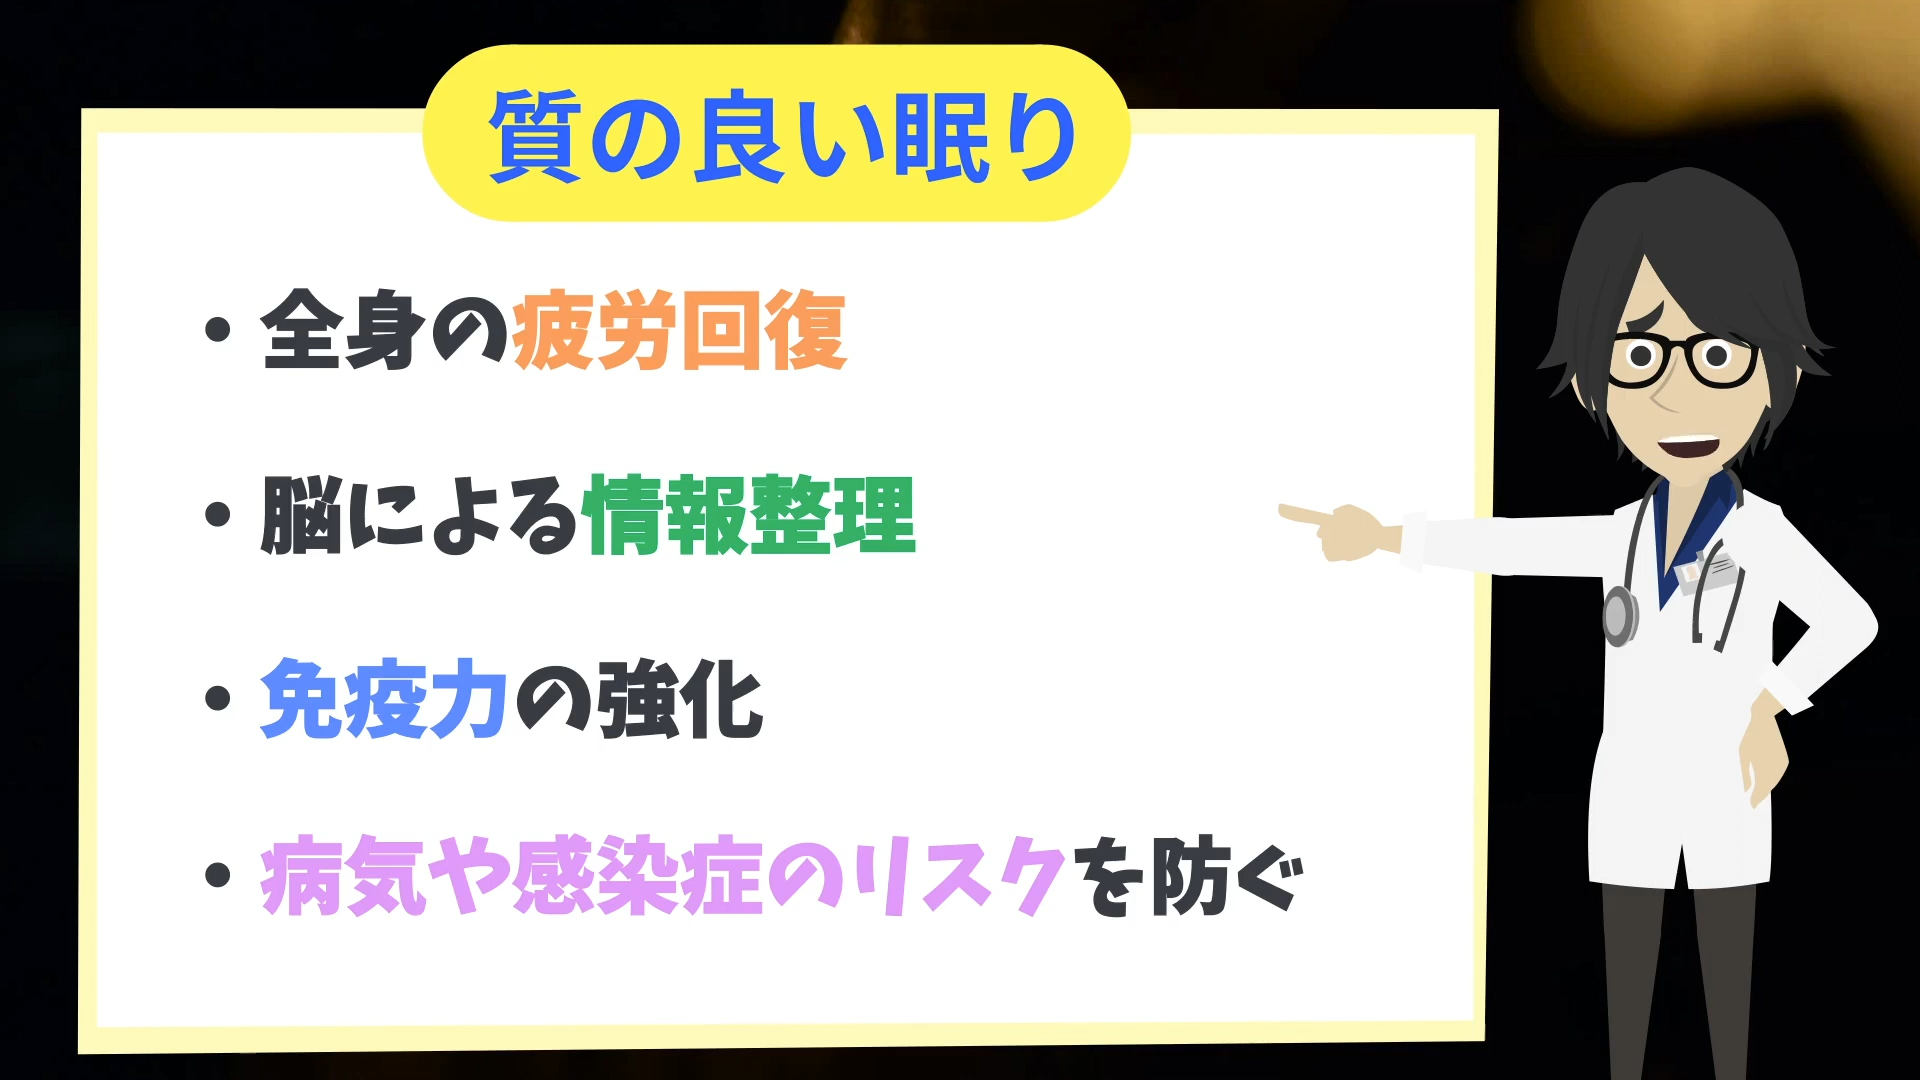 質の良い眠り
・全身の疲労回復
・脳による情報整理
・免疫力の強化
・病気や感染症のリスクを防ぐ